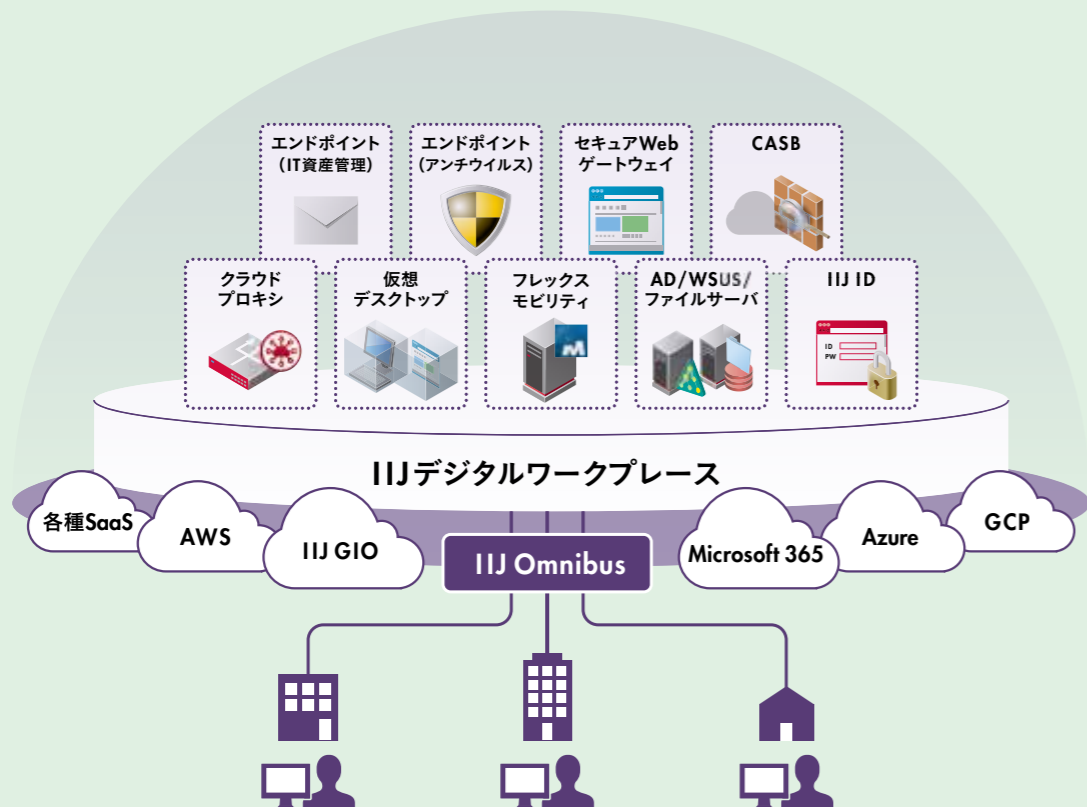 エンドポイント
(IT資産管理)
エンドポイント
(アンチウイルス)
セキュアWeb
ゲートウェイ
CASB
クラウド
プロキシ
仮想
デスクトップ
フレックス
モビリティ
M
AD/WSUS/
ファイルサーバ
IIJ ID
ID
PW
IIJデジタルワークプレース
各種SaaS
AWS
IIJ GIO
IIJ Omnibus
Microsoft 365
Azure
GCP